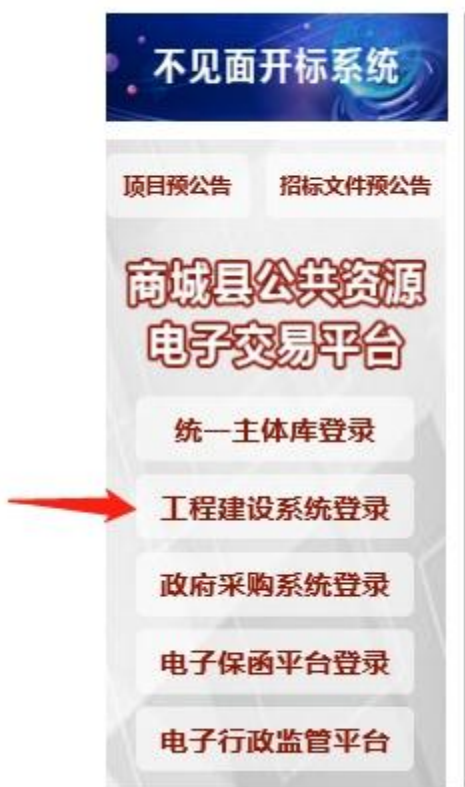 不见面开标系统
项目预公告 招标文件预公告
商城县公共资源
电子交易平台
统一主体库登录
工程建设系统登录
政府采购系统登录
电子保函平台登录
电子行政监管平台